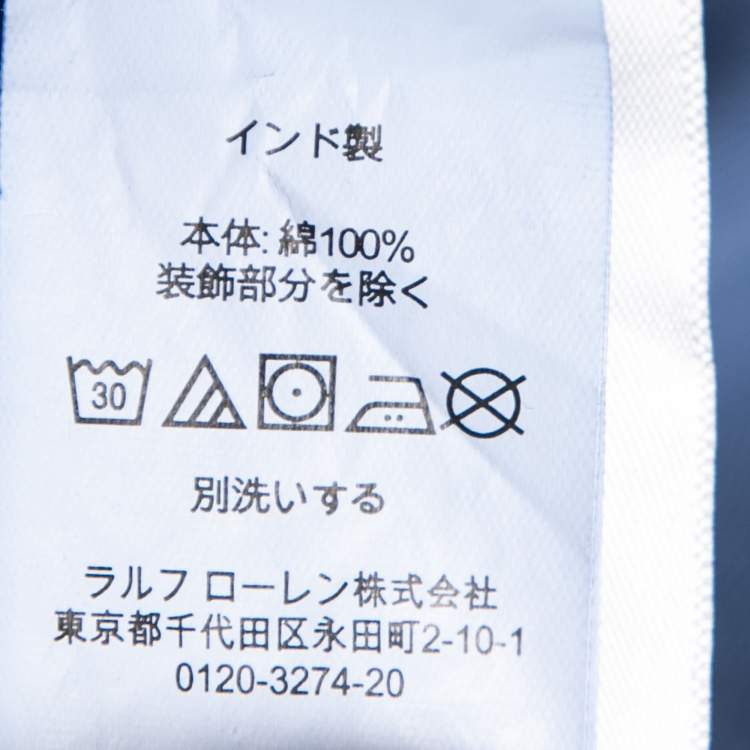 インド製
本体: 綿100%
装飾部分を除く
30
別洗いする
ラルフ ローレン株式会社
東京都千代田区永田町2-10-1
0120-3274-20